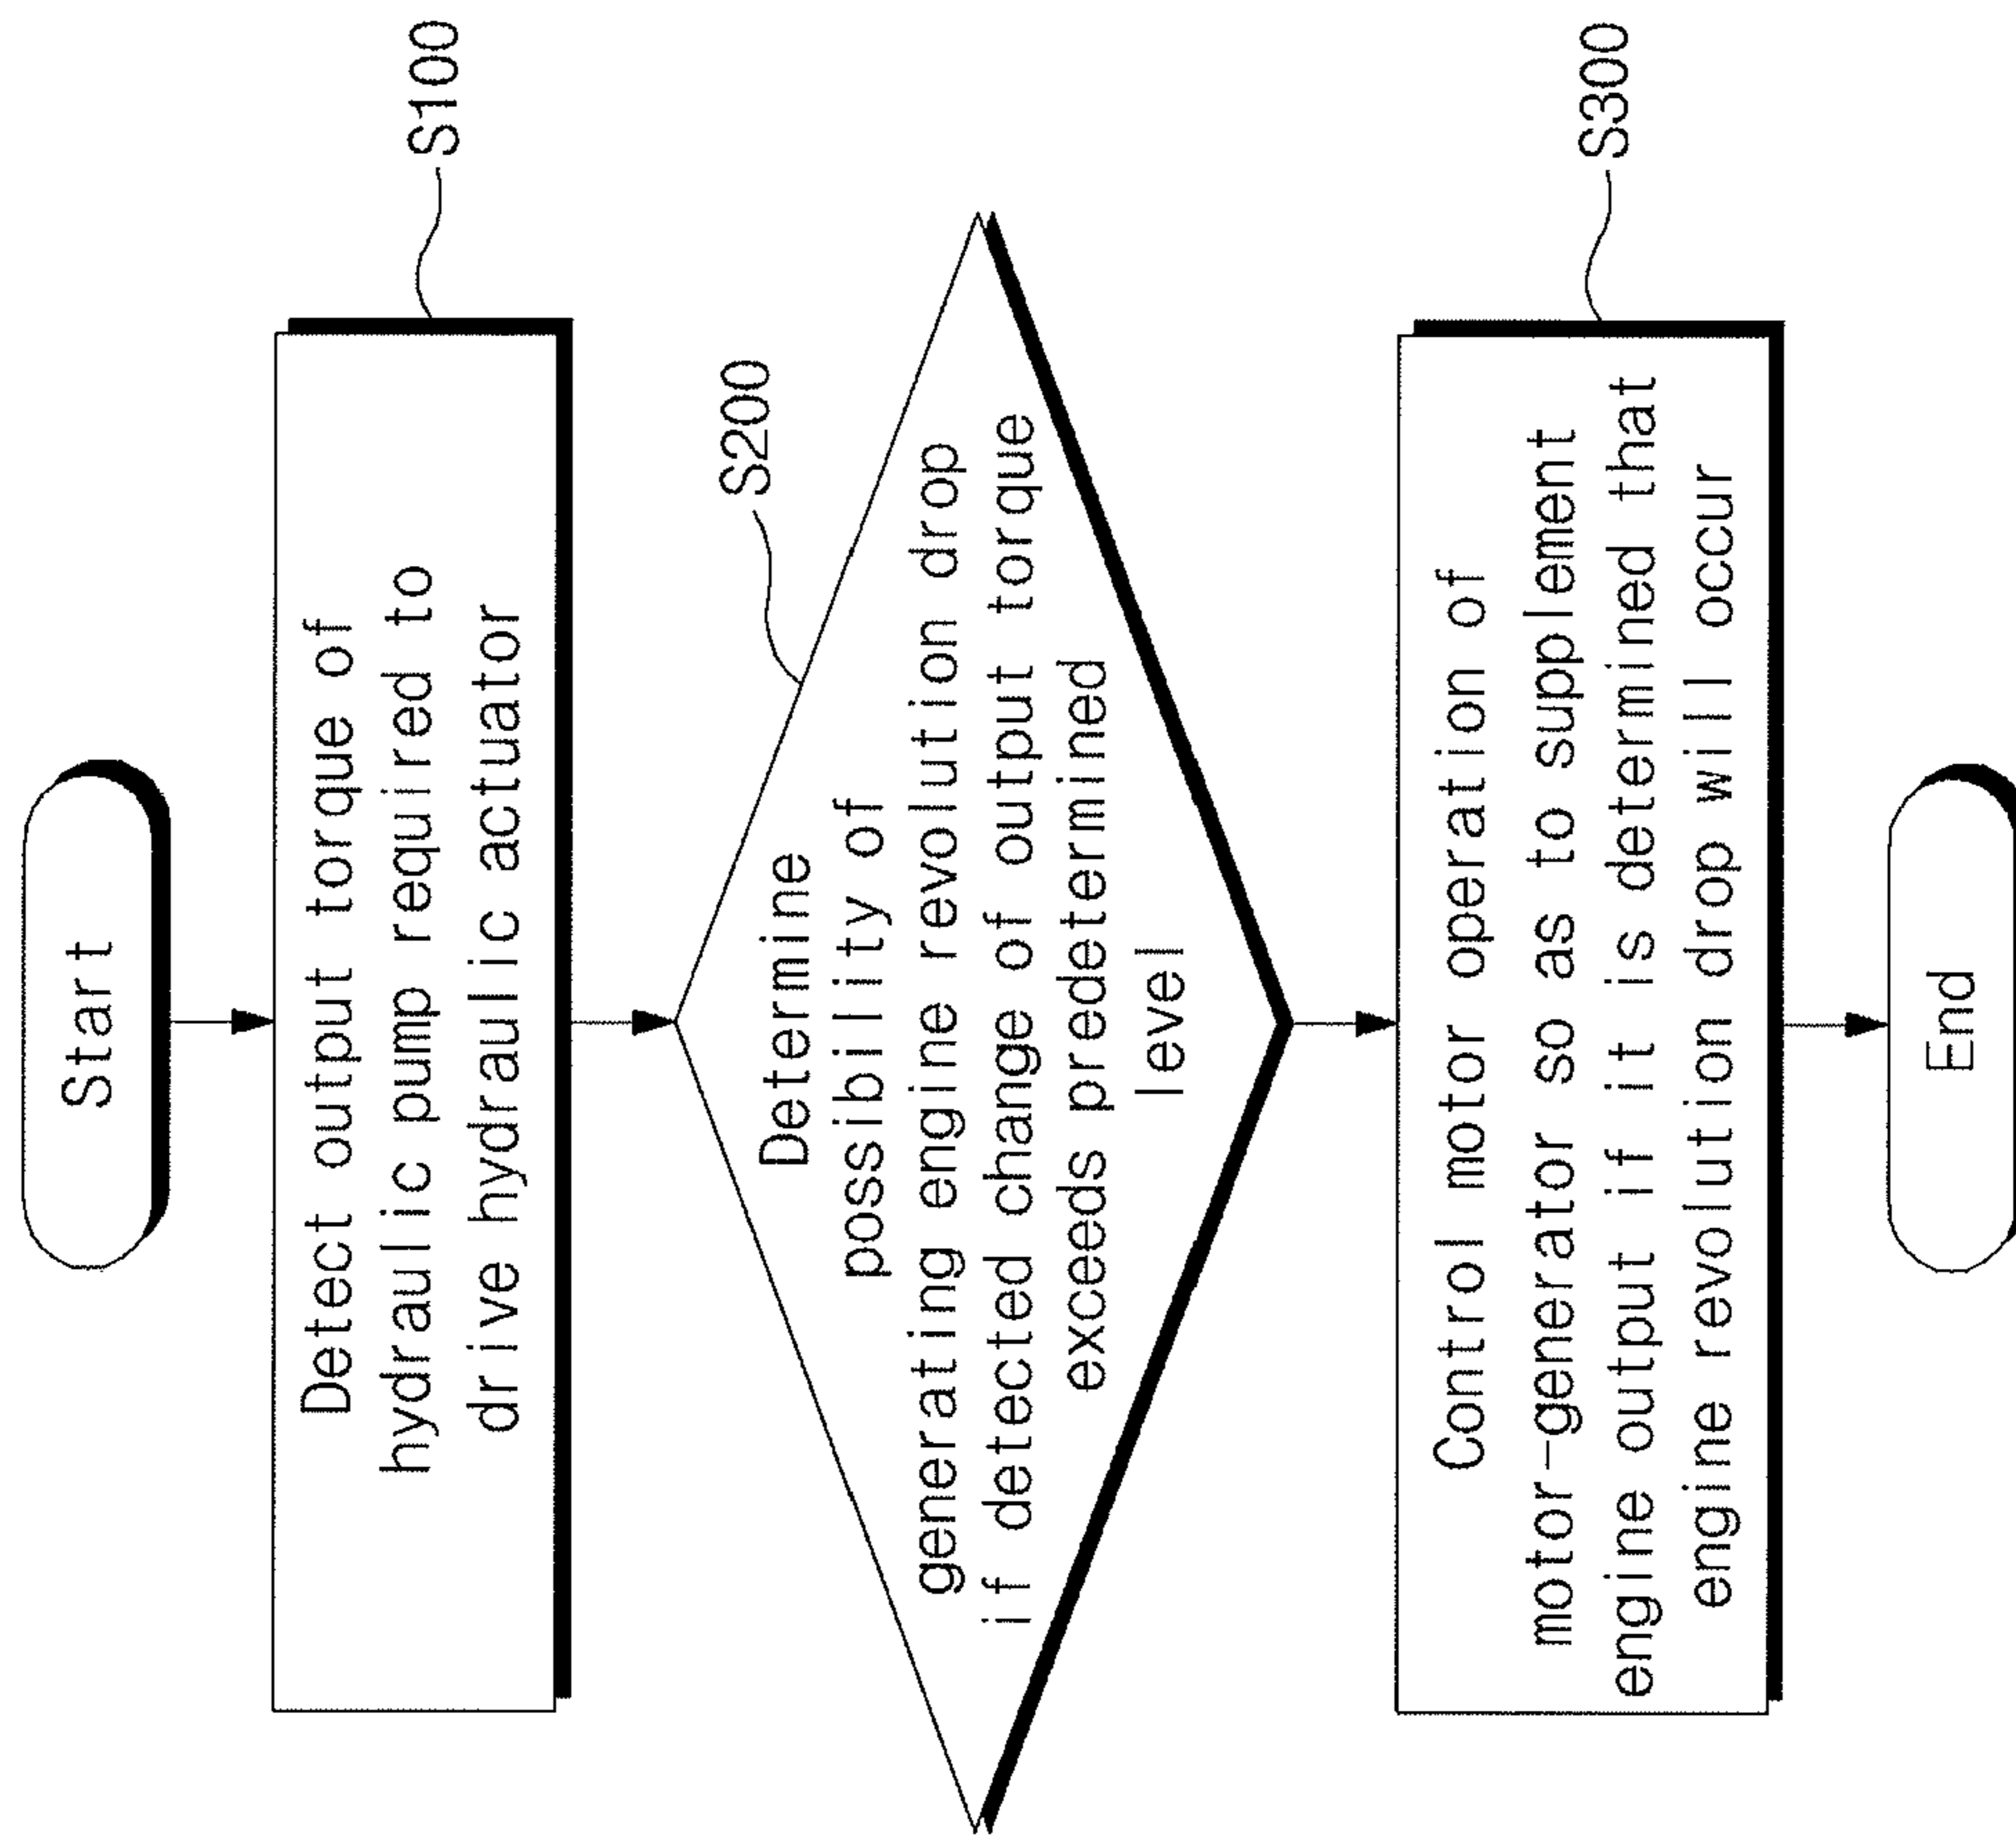 Start
Detect output torque of
hydraulic pump required to
drive hydraulic actuator
S100
Determine
possibility of
generating engine revolution drop
if detected change of output torque
exceeds predetermined
level
S200
Control motor operation of
motor-generator so as to supplement
engine output if it is determined that
engine revolution drop will occur
S300
End